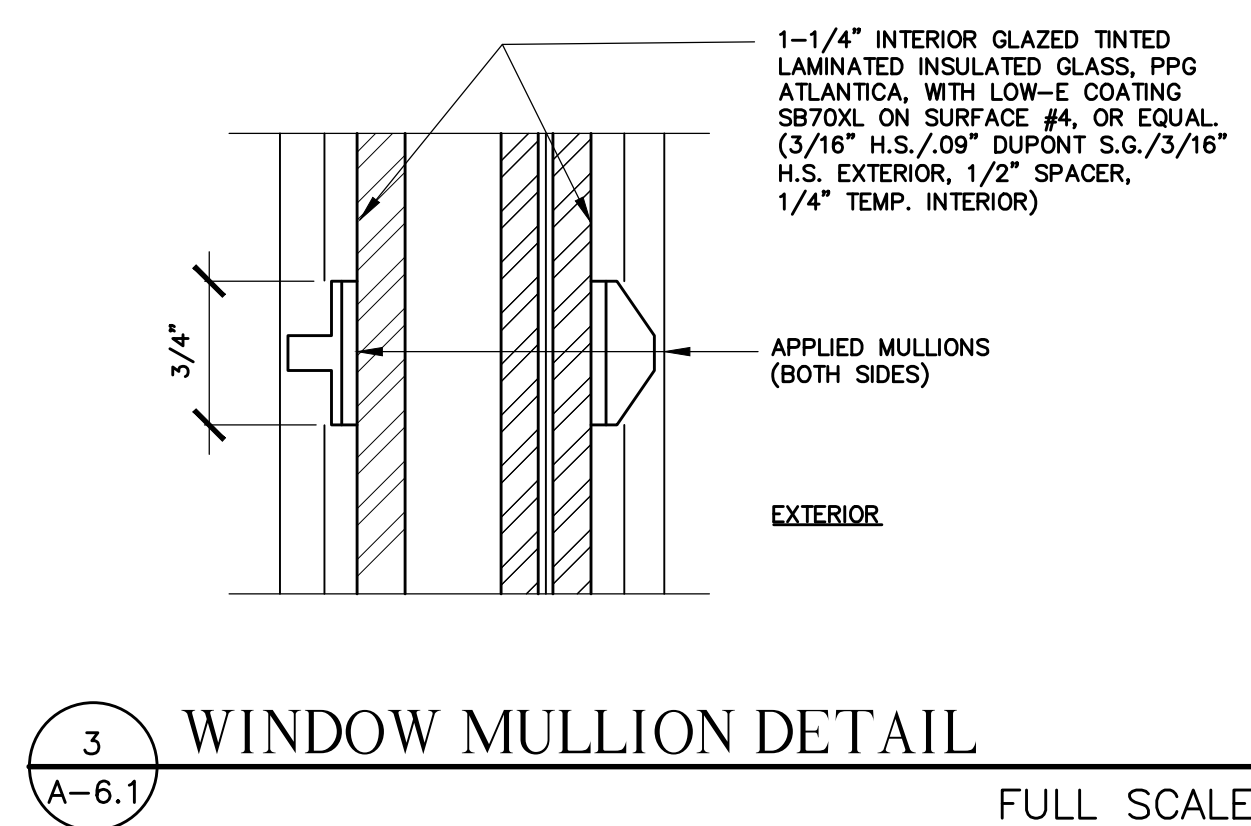 1-1/4" INTERIOR GLAZED TINTED
LAMINATED INSULATED GLASS, PPG
ATLANTICA, WITH LOW-E COATING
SB70XL ON SURFACE #4, OR EQUAL.
(3/16" H.S./.09" DUPONT S.G./3/16"
H.S. EXTERIOR, 1/2" SPACER,
1/4" TEMP. INTERIOR)
3/4"
APPLIED MULLIONS
(BOTH SIDES)
EXTERIOR
3
WINDOW MULLION DETAIL
A-6.1
FULL SCALE